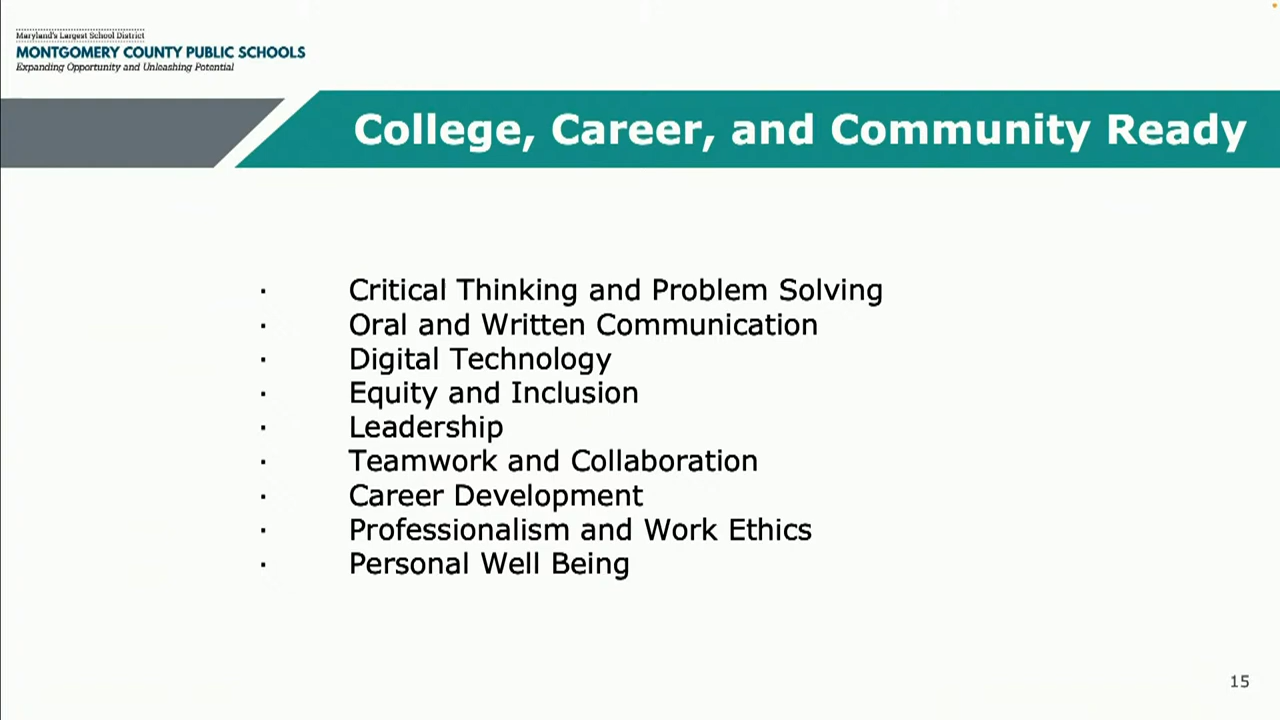 Maryland's Largest School District
MONTGOMERY COUNTY PUBLIC SCHOOLS
Expanding Opportunity and Unleashing Potential
College, Career, and Community Ready
· Critical Thinking and Problem Solving
· Oral and Written Communication
· Digital Technology
· Equity and Inclusion
· Leadership
· Teamwork and Collaboration
· Career Development
· Professionalism and Work Ethics
· Personal Well Being
15